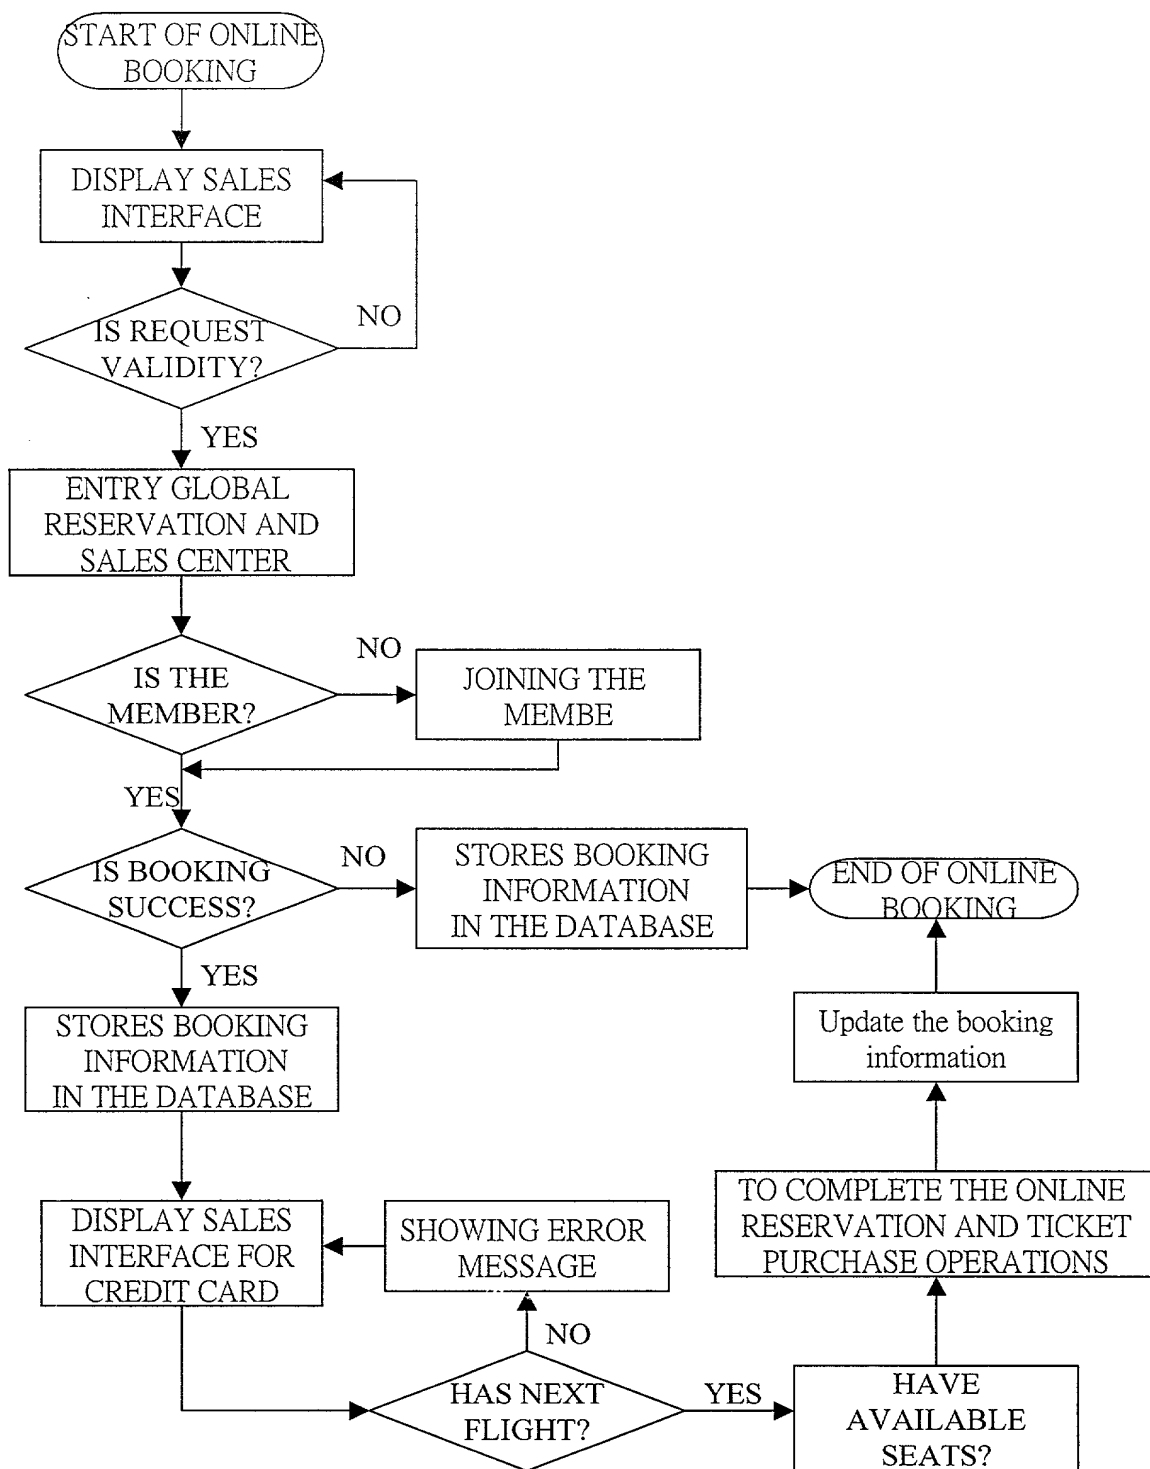 START OF ONLINE
BOOKING
DISPLAY SALES
INTERFACE
IS REQUEST
VALIDITY?
NO
YES
ENTRY GLOBAL
RESERVATION AND
SALES CENTER
IS THE
MEMBER?
NO
JOINING THE
MEMBE
YES
IS BOOKING
SUCCESS?
NO
STORES BOOKING
INFORMATION
IN THE DATABASE
END OF ONLINE
BOOKING
YES
STORES BOOKING
INFORMATION
IN THE DATABASE
Update the booking
information
DISPLAY SALES
INTERFACE FOR
CREDIT CARD
SHOWING ERROR
MESSAGE
TO COMPLETE THE ONLINE
RESERVATION AND TICKET
PURCHASE OPERATIONS
NO
HAS NEXT
FLIGHT?
YES
HAVE
AVAILABLE
SEATS?